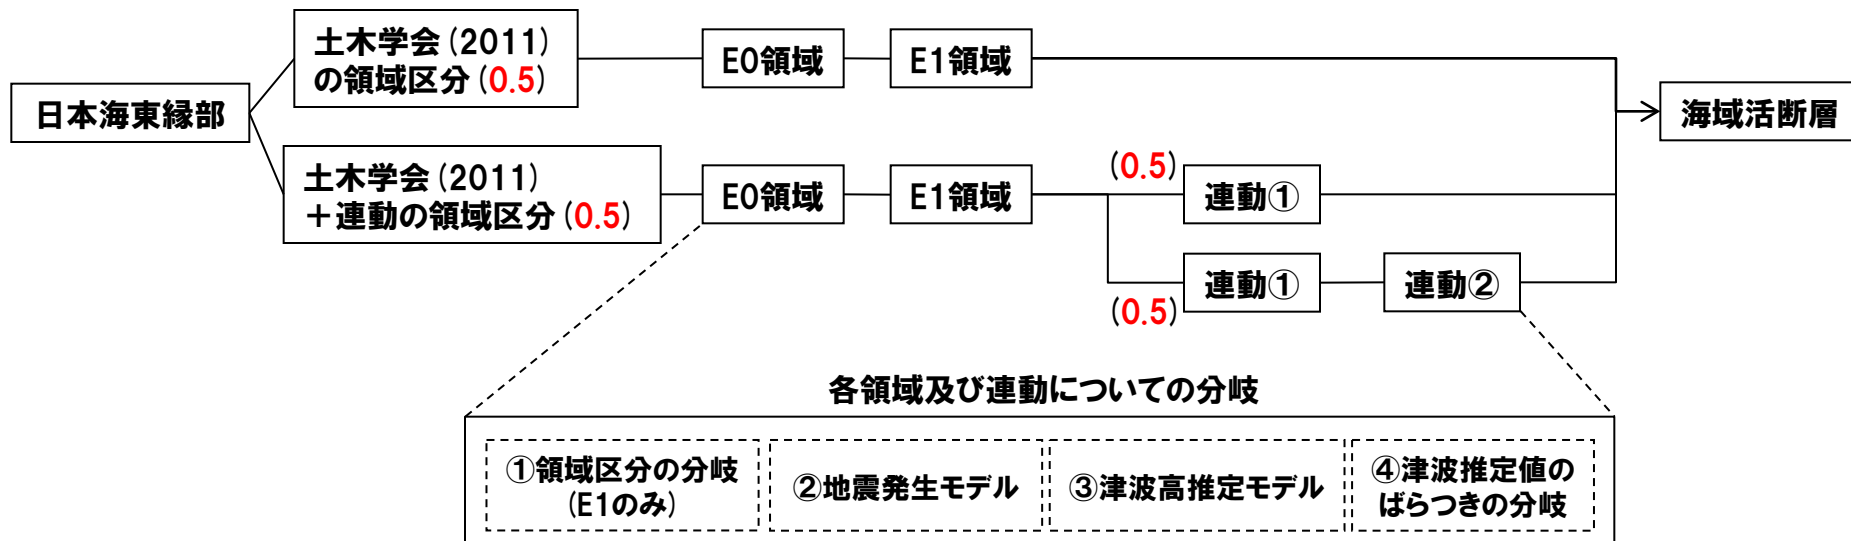 土木学会(2011)
の領域区分(0.5)
E0領域
E1領域
日本海東縁部
海域活断層
土木学会(2011)
+連動の領域区分(0.5)
E0領域
E1領域
(0.5)
連動①
(0.5)
連動①
連動②
各領域及び連動についての分岐
①領域区分の分岐
(E1のみ)
②地震発生モデル
③津波高推定モデル
④津波推定値の
ばらつきの分岐